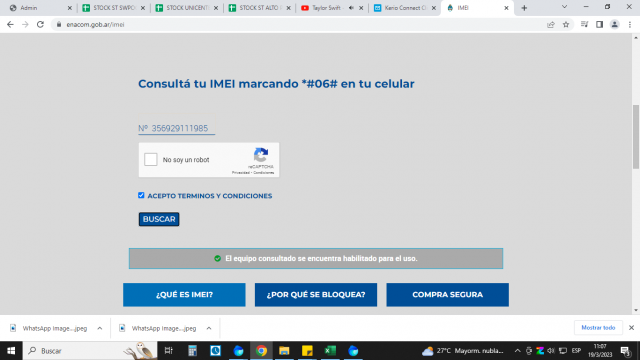 Admin
STOCK ST SWPO
STOCK UNICENTO
STOCK ST ALTO
Taylor Swift
Kerio Connect
IMEI
enacom.gob.ar/imei
Consultá tu IMEI marcando *#06# en tu celular
Nº 356929111985
No soy un robot
reCAPTCHA
Privacidad - Condiciones
ACEPTO TERMINOS Y CONDICIONES
BUSCAR
El equipo consultado se encuentra habilitado para el uso.
¿QUÉ ES IMEI? ¿POR QUÉ SE BLOQUEA? COMPRA SEGURA
WhatsApp Image....jpeg
WhatsApp Image....jpeg
Mostrar todo
Buscar
27°C Mayorm. nubla...
ESP
11:07
19/3/2023